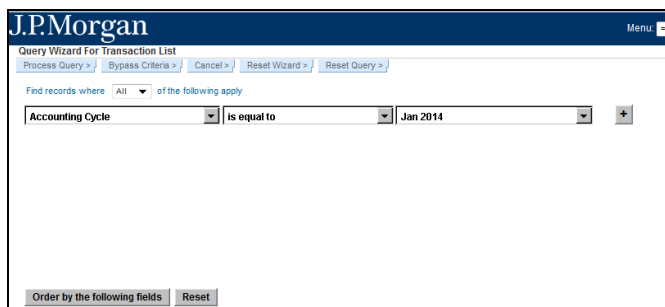 J.P.Morgan
Menu:
Query Wizard For Transaction List
Process Query > Bypass Criteria > Cancel > Reset Wizard > Reset Query >
Find records where All of the following apply
Accounting Cycle is equal to Jan 2014 +
Order by the following fields Reset